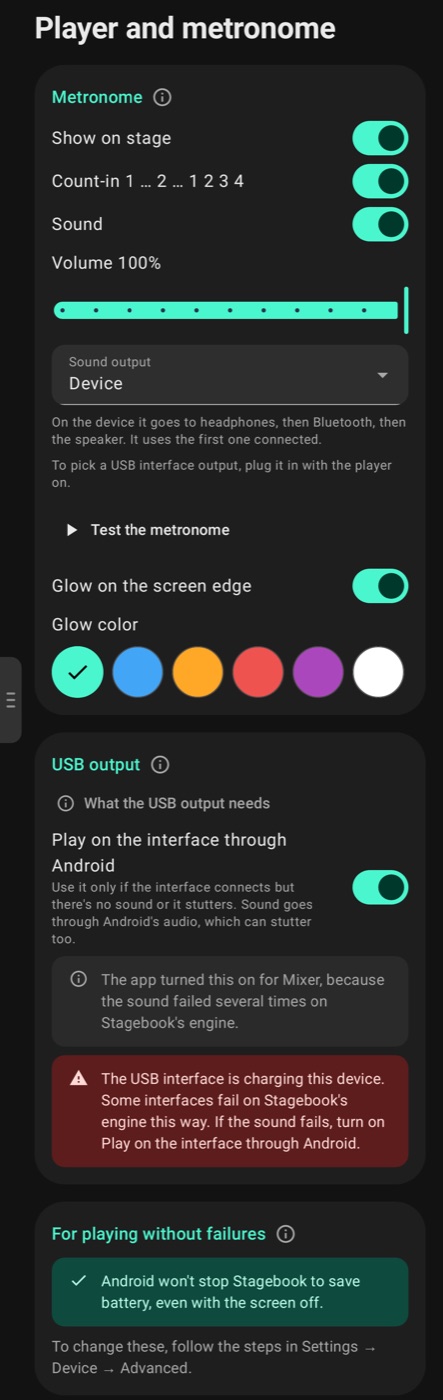 Player and metronome
Metronome
Show on stage
Count-in 1 ... 2 ... 1 2 3 4
Sound
Volume 100%
Sound output
Device
On the device it goes to headphones, then Bluetooth, then
the speaker. It uses the first one connected.
To pick a USB interface output, plug it in with the player
on.
Test the metronome
Glow on the screen edge
Glow color
USB output
What the USB output needs
Play on the interface through
Android
Use it only if the interface connects but
there's no sound or it stutters. Sound goes
through Android's audio, which can stutter
too.
The app turned this on for Mixer, because
the sound failed several times on
Stagebook's engine.
The USB interface is charging this device.
Some interfaces fail on Stagebook's
engine this way. If the sound fails, turn on
Play on the interface through Android.
For playing without failures
Android won't stop Stagebook to save
battery, even with the screen off.
To change these, follow the steps in Settings →
Device → Advanced.